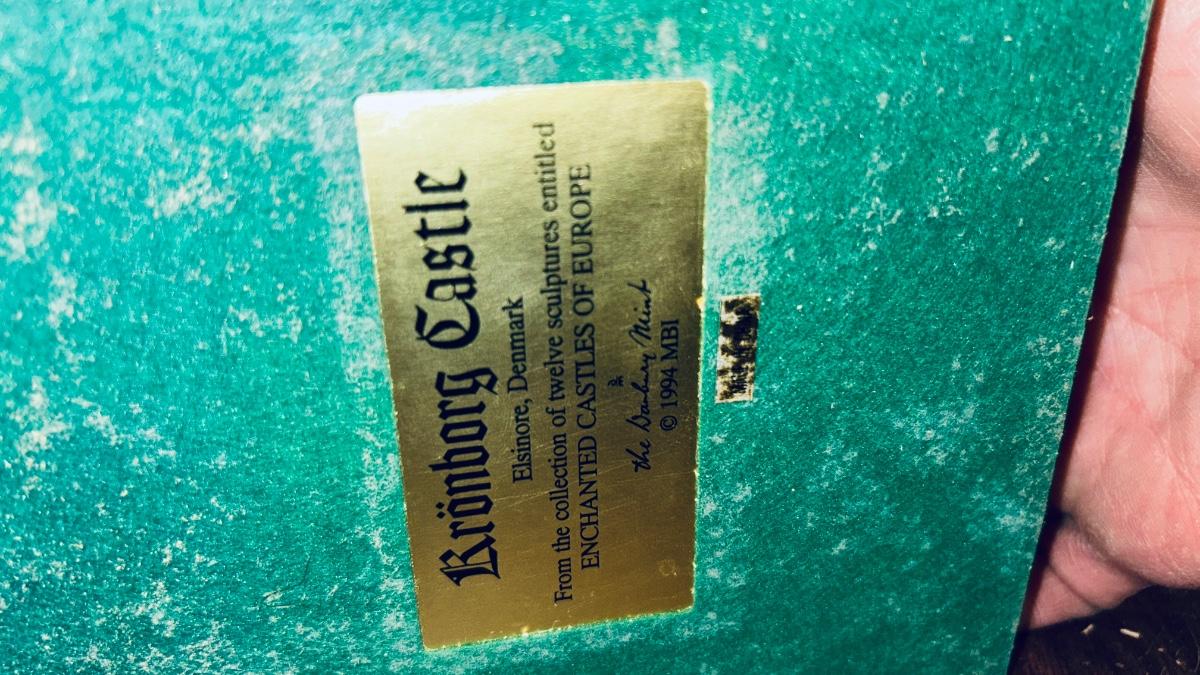 Krönborg Castle
Elsinore, Denmark
From the collection of twelve sculptures entitled
ENCHANTED CASTLES OF EUROPE
the Danbury Mint
© 1994 MBI